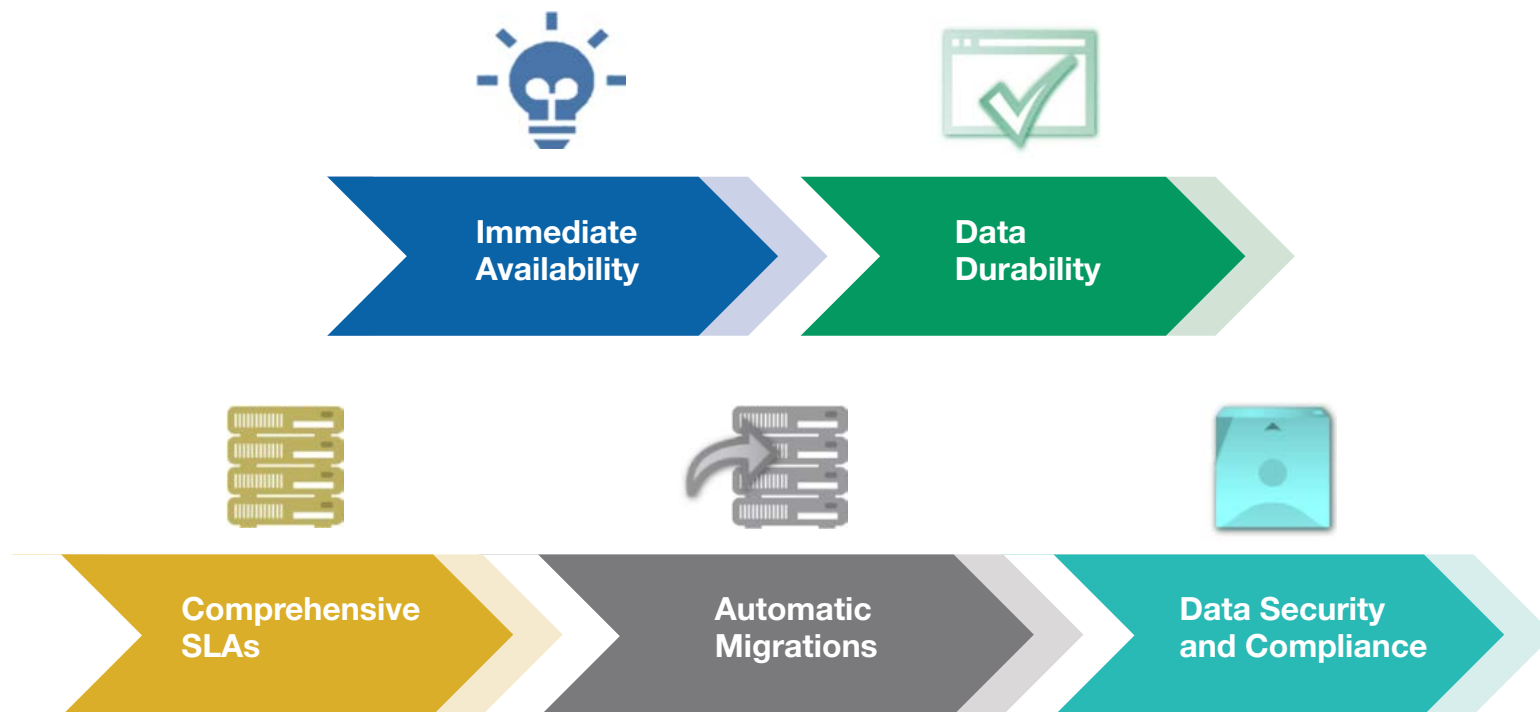 Immediate
Availability
Data
Durability
Comprehensive
SLAs
Automatic
Migrations
Data Security
and Compliance